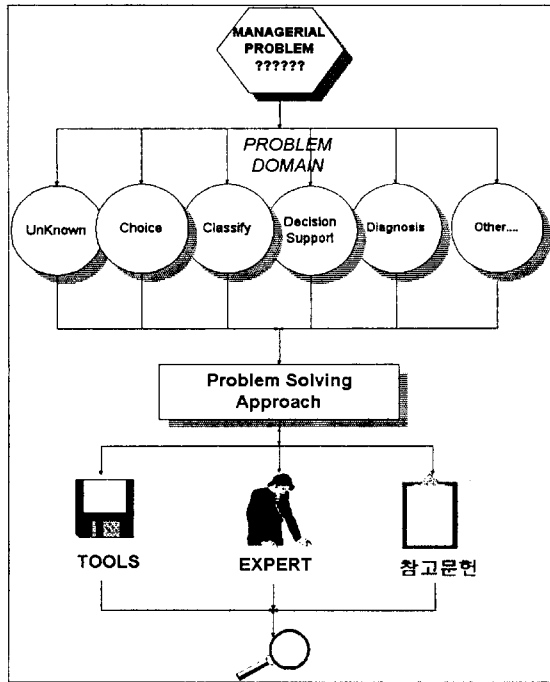 MANAGERIAL
PROBLEM
??????
PROBLEM
DOMAIN
UnKnown
Choice
Classify
Decision
Support
Diagnosis
Other....
Problem Solving
Approach
TOOLS
EXPERT
참고문헌